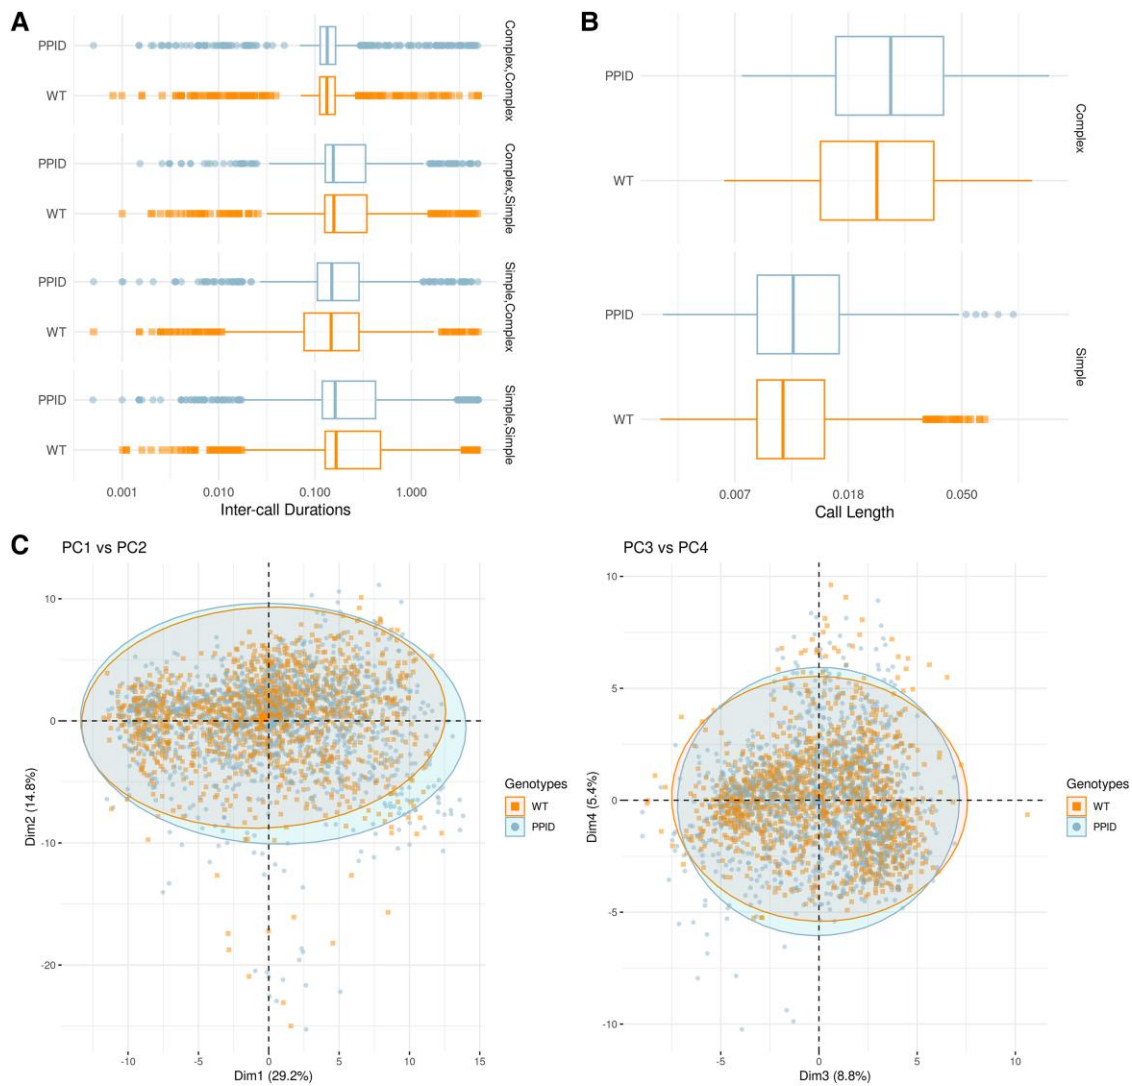 A
PPID
WT
Complex,Complex
PPID
WT
Complex,Simple
PPID
WT
Simple,Complex
PPID
WT
Simple,Simple
0.001 0.010 0.100 1.000
Inter-call Durations
B
PPID
WT
Complex
PPID
WT
Simple
0.007 0.018 0.050
Call Length
C
PC1 vs PC2
10
0
-10
-20
Dim2 (14.8%)
-10 -5 0 5 10 15
Dim1 (29.2%)
Genotypes
WT
PPID
PC3 vs PC4
10
5
0
-5
-10
Dim4 (5.4%)
-5 0 5 10
Dim3 (8.8%)
Genotypes
WT
PPID